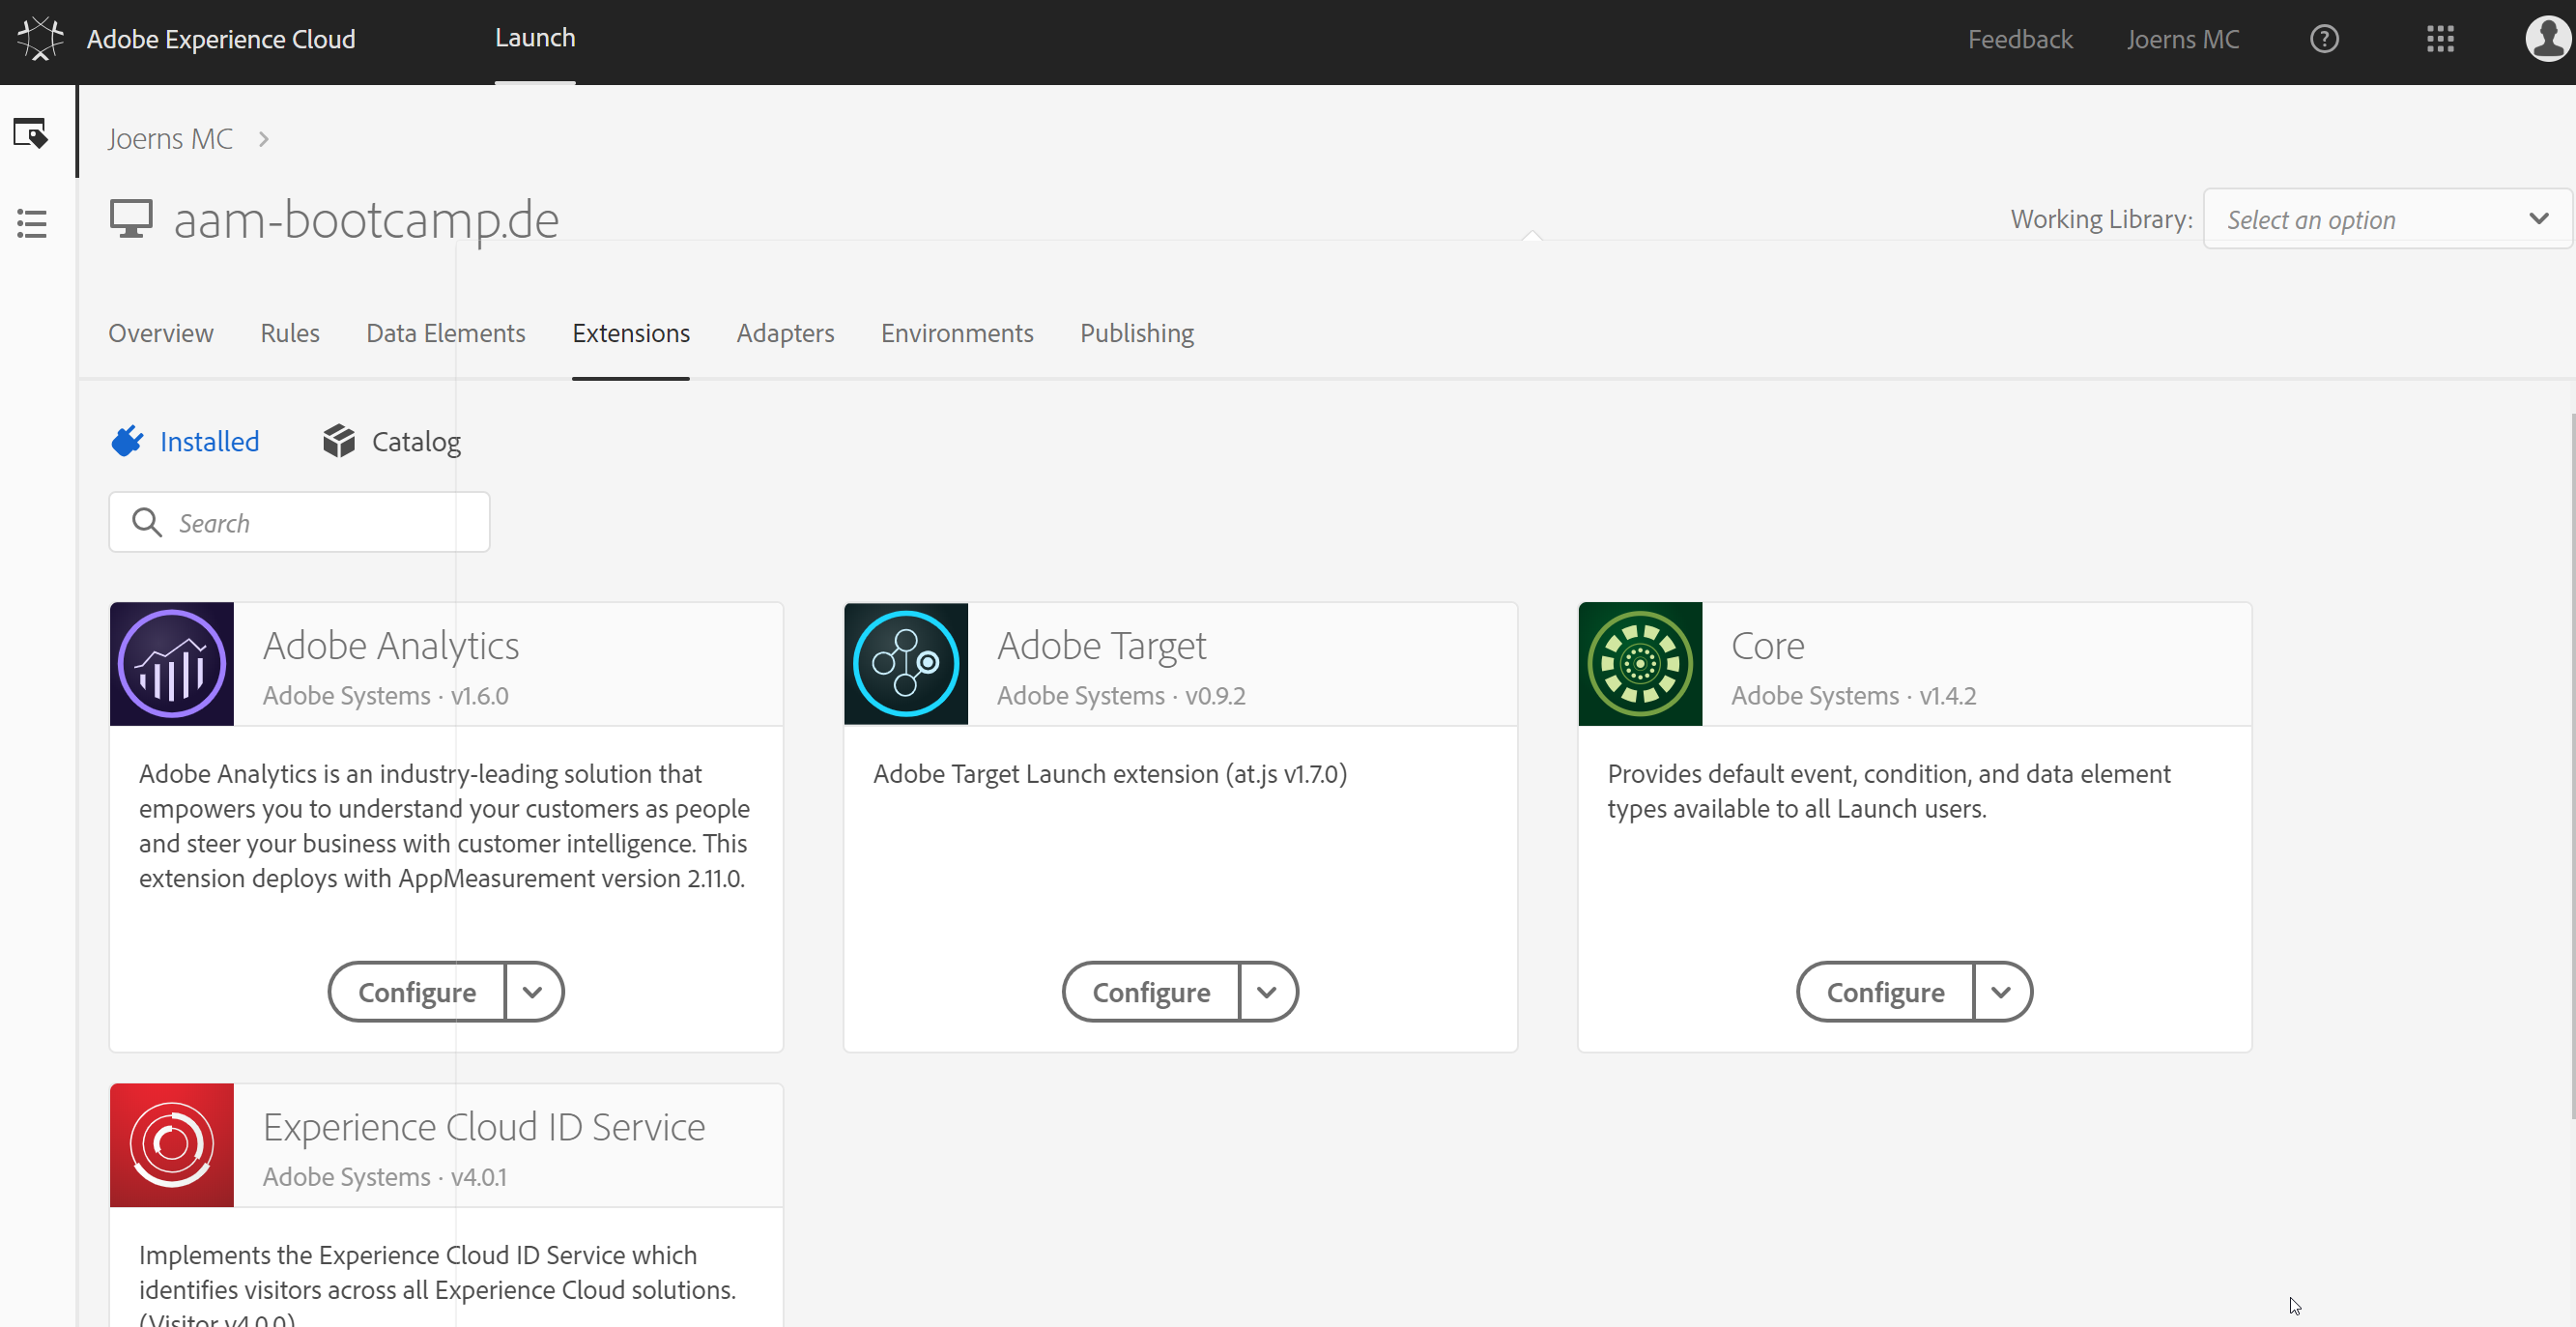 Adobe Experience Cloud Launch Feedback Joerns MC
Joerns MC
aam-bootcamp.de
Working Library: Select an option
Overview Rules Data Elements Extensions Adapters Environments Publishing
Installed Catalog
Search
Adobe Analytics
Adobe Systems · v1.6.0
Adobe Analytics is an industry-leading solution that
empowers you to understand your customers as people
and steer your business with customer intelligence. This
extension deploys with AppMeasurement version 2.11.0.
Configure
Adobe Target
Adobe Systems · v0.9.2
Adobe Target Launch extension (at.js v1.7.0)
Configure
Core
Adobe Systems · v1.4.2
Provides default event, condition, and data element
types available to all Launch users.
Configure
Experience Cloud ID Service
Adobe Systems · v4.0.1
Implements the Experience Cloud ID Service which
identifies visitors across all Experience Cloud solutions.
(Visitor v4.0.0)